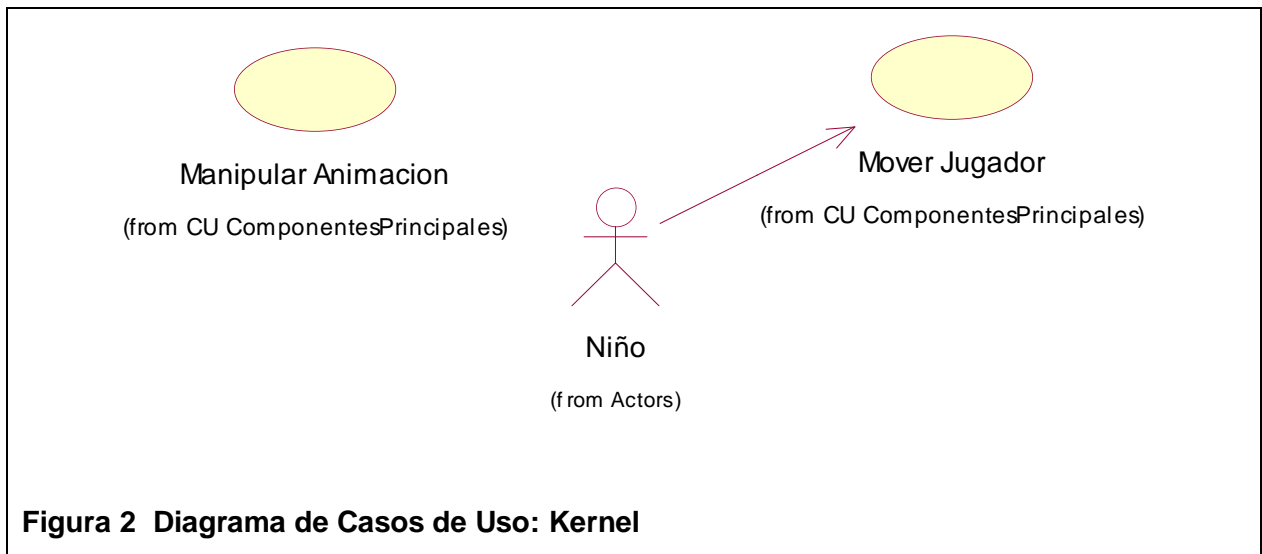 Manipular Animacion
(from CU ComponentesPrincipales)
Mover Jugador
(from CU ComponentesPrincipales)
Niño
(from Actors)
Figura 2 Diagrama de Casos de Uso: Kernel